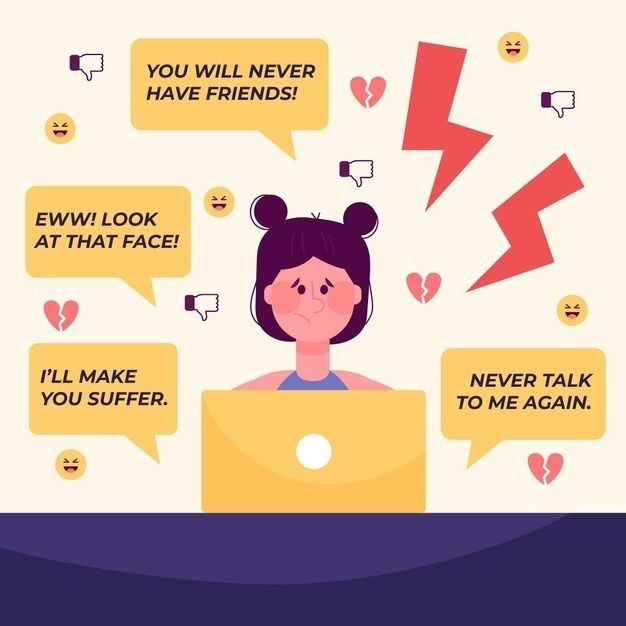 YOU WILL NEVER
HAVE FRIENDS!
EWW! LOOK
AT THAT FACE!
I'LL MAKE
YOU SUFFER.
NEVER TALK
TO ME AGAIN.